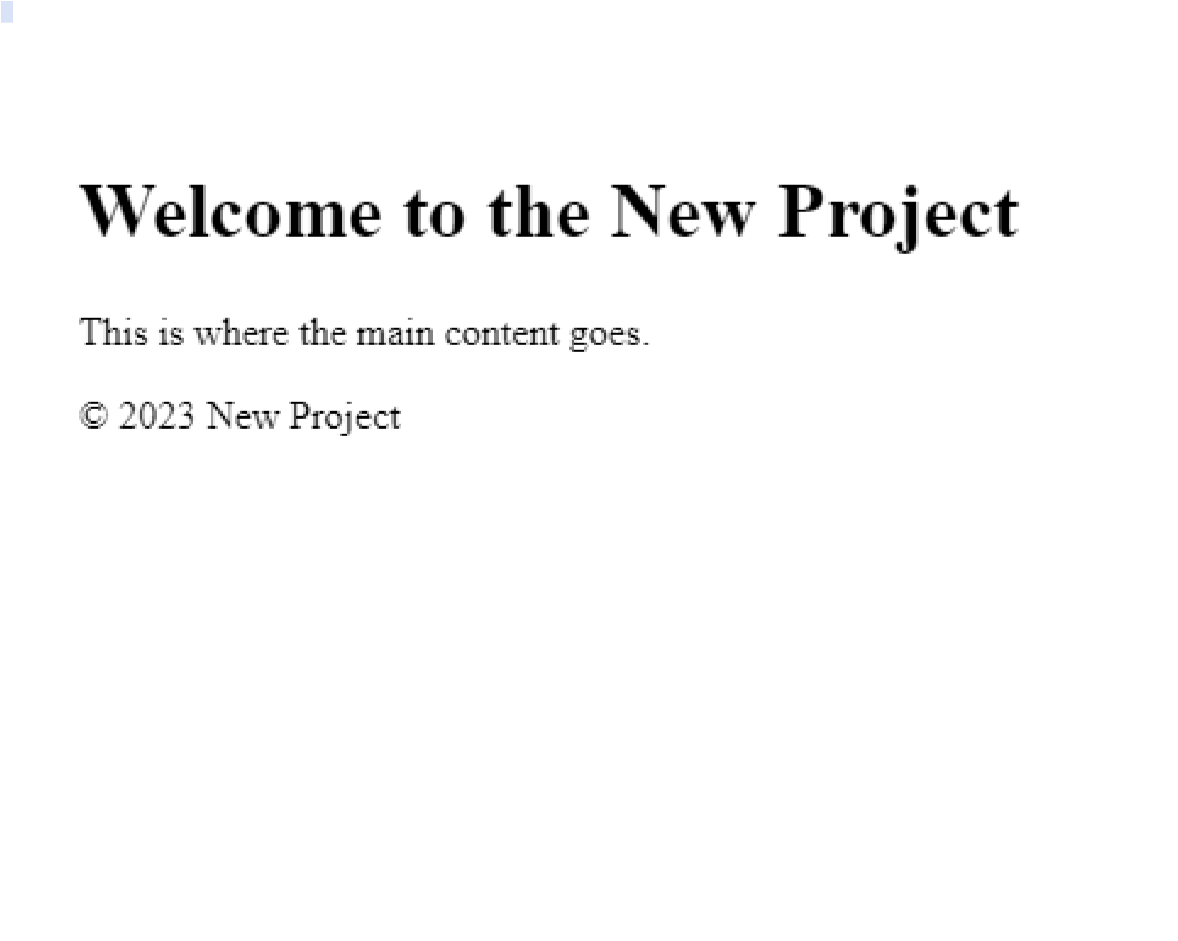 Welcome to the New Project
This is where the main content goes.
© 2023 New Project